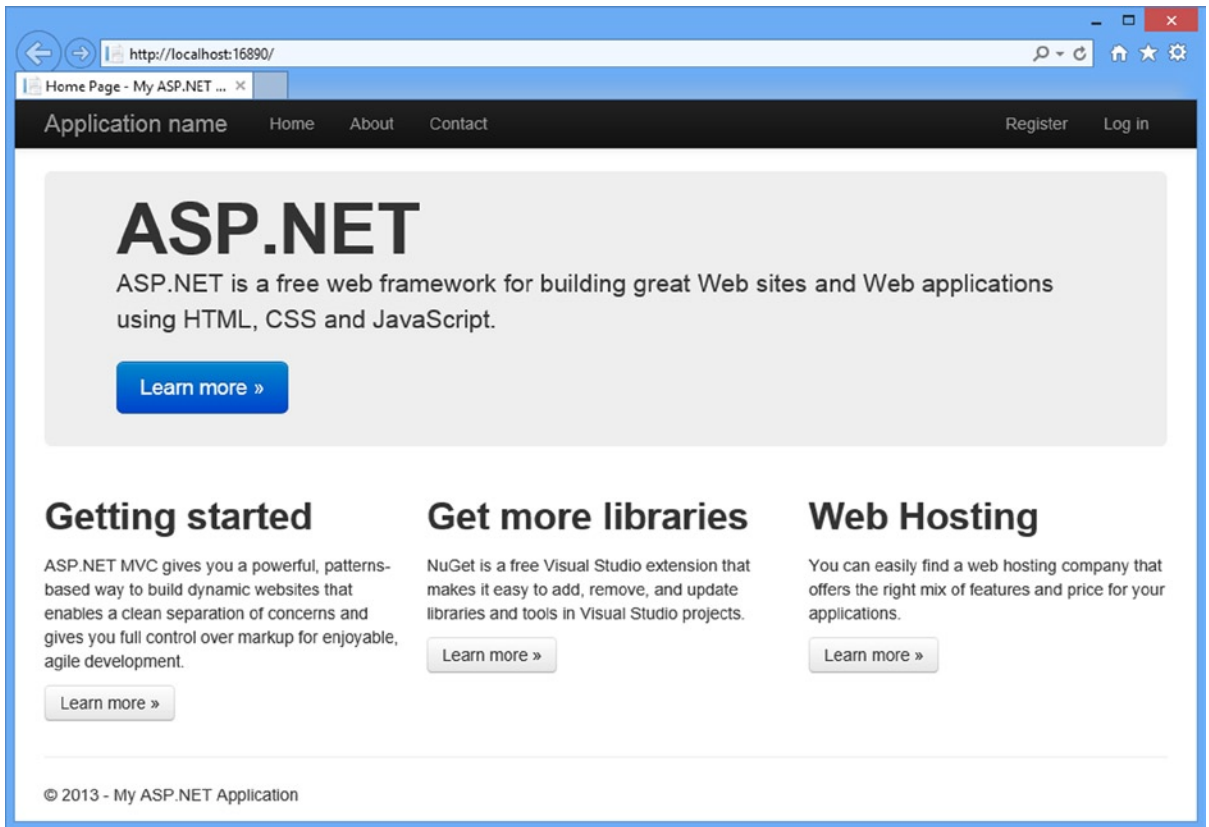 http://localhost:16890/
Home Page - My ASP.NET ...
Application name Home About Contact Register Log in
ASP.NET
ASP.NET is a free web framework for building great Web sites and Web applications
using HTML, CSS and JavaScript.
Learn more »
Getting started
ASP.NET MVC gives you a powerful, patterns-
based way to build dynamic websites that
enables a clean separation of concerns and
gives you full control over markup for enjoyable,
agile development.
Learn more »
Get more libraries
NuGet is a free Visual Studio extension that
makes it easy to add, remove, and update
libraries and tools in Visual Studio projects.
Learn more »
Web Hosting
You can easily find a web hosting company that
offers the right mix of features and price for your
applications.
Learn more »
© 2013 - My ASP.NET Application